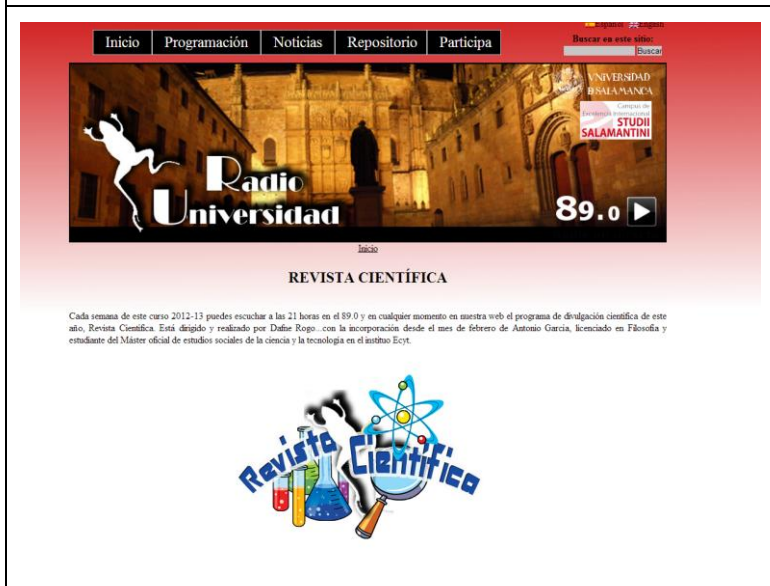 Español English
Inicio Programación Noticias Repositorio Participa
Buscar en este sitio:
Buscar
VNIVERSIDAD
D SALAMANCA
Campus de
Excelencia Internacional
STUDII
SALAMANTINI
Radio
Universidad
89.0
Inicio
REVISTA CIENTÍFICA
Cada semana de este curso 2012-13 puedes escuchar a las 21 horas en el 89.0 y en cualquier momento en nuestra web el programa de divulgación científica de este
año, Revista Científica. Está dirigido y realizado por Dafne Rogo...con la incorporación desde el mes de febrero de Antonio Garcia, licenciado en Filosofía y
estudiante del Máster oficial de estudios sociales de la ciencia y la tecnología en el instituo Ecyt.
Revista Científica